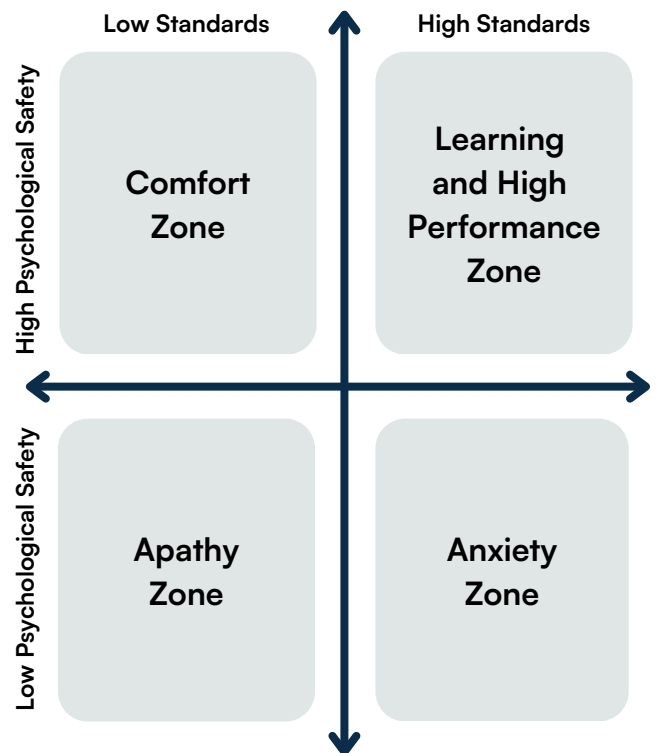 Low Standards
High Standards
High Psychological Safety
Comfort
Zone
Learning
and High
Performance
Zone
Low Psychological Safety
Apathy
Zone
Anxiety
Zone